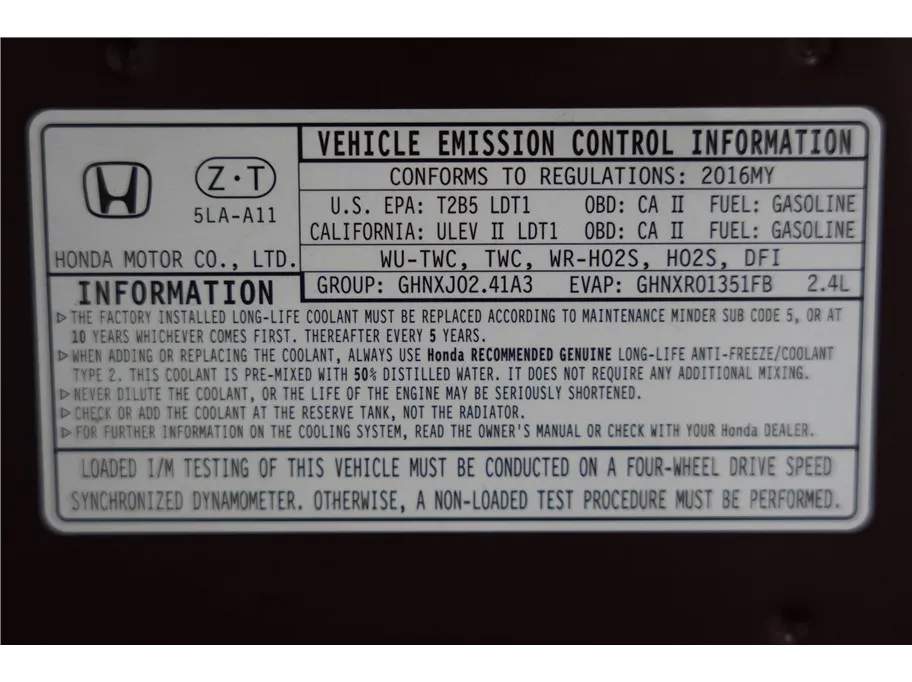 VEHICLE EMISSION CONTROL INFORMATION
Z·T
5LA-A11
HONDA MOTOR CO., LTD.
CONFORMS TO REGULATIONS: 2016MY
U.S. EPA: T2B5 LDT1 OBD: CA II FUEL: GASOLINE
CALIFORNIA: ULEV II LDT1 OBD: CA II FUEL: GASOLINE
WU-TWC, TWC, WR-HO2S, HO2S, DFI
GROUP: GHNXJ02.41A3 EVAP: GHNXR01351FB 2.4L
INFORMATION
▷THE FACTORY INSTALLED LONG-LIFE COOLANT MUST BE REPLACED ACCORDING TO MAINTENANCE MINDER SUB CODE 5, OR AT
10 YEARS WHICHEVER COMES FIRST. THEREAFTER EVERY 5 YEARS.
▷WHEN ADDING OR REPLACING THE COOLANT, ALWAYS USE Honda RECOMMENDED GENUINE LONG-LIFE ANTI-FREEZE/COOLANT
TYPE 2. THIS COOLANT IS PRE-MIXED WITH 50% DISTILLED WATER. IT DOES NOT REQUIRE ANY ADDITIONAL MIXING.
▷NEVER DILUTE THE COOLANT, OR THE LIFE OF THE ENGINE MAY BE SERIOUSLY SHORTENED.
▷CHECK OR ADD THE COOLANT AT THE RESERVE TANK, NOT THE RADIATOR.
▷FOR FURTHER INFORMATION ON THE COOLING SYSTEM, READ THE OWNER'S MANUAL OR CHECK WITH YOUR Honda DEALER.
LOADED I/M TESTING OF THIS VEHICLE MUST BE CONDUCTED ON A FOUR-WHEEL DRIVE SPEED
SYNCHRONIZED DYNAMOMETER. OTHERWISE, A NON-LOADED TEST PROCEDURE MUST BE PERFORMED.